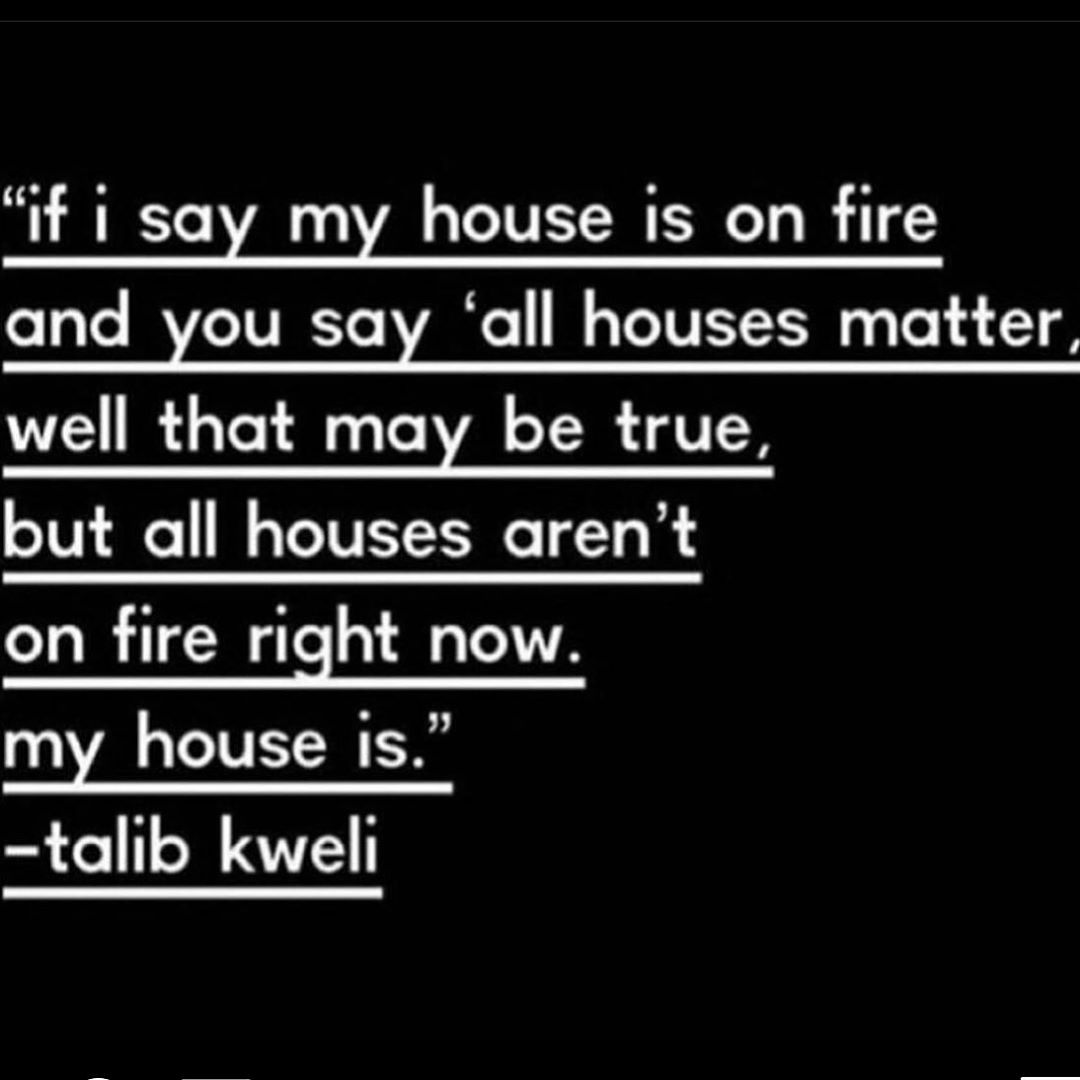 “if i say my house is on fire
and you say ‘all houses matter,
well that may be true,
but all houses aren’t
on fire right now.
my house is.”
–talib kweli